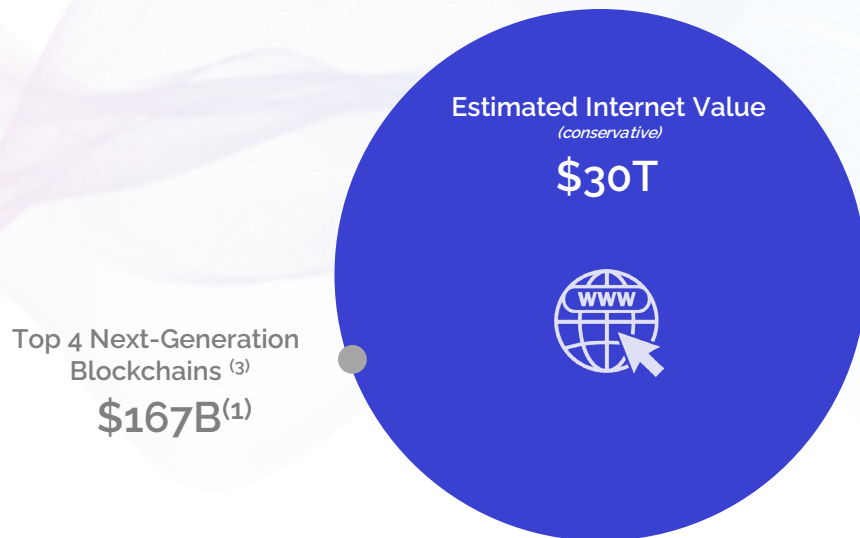 Estimated Internet Value
(conservative)
$30T
WWW
Top 4 Next-Generation
Blockchains (3)
$167B(1)